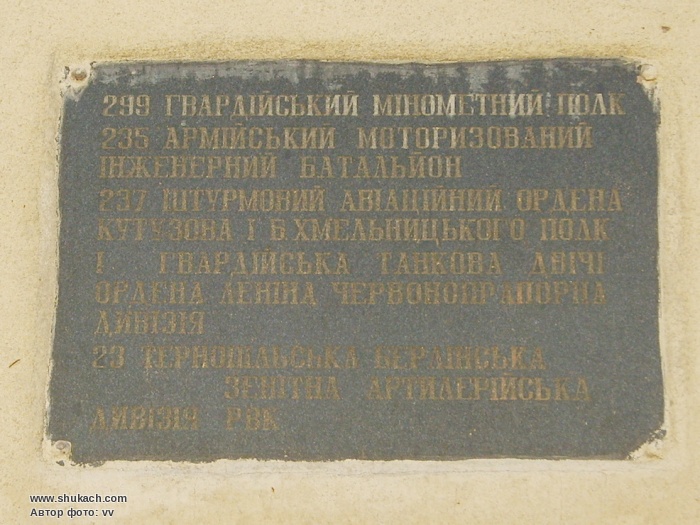 299 ГВАРДІЙСЬКИЙ МІНОМЕТНИЙ ПОЛК
235 АРМІЙСЬКИЙ МОТОРИЗОВАНИЙ
ІНЖЕНЕРНИЙ БАТАЛЬЙОН
237 ШТУРМОВИЙ АВІАЦІЙНИЙ ОРДЕНА
КУТУЗОВА І Б.ХМЕЛЬНИЦЬКОГО ПОЛК
І ГВАРДІЙСЬКА ТАНКОВА ДВІЧІ
ОРДЕНА ЛЕНІНА ЧЕРВОНОПРАПОРНА
ДИВІЗІЯ
23 ТЕРНОПІЛЬСЬКА БЕРЛІНСЬКА
ЗЕНІТНА АРТИЛЕРІЙСЬКА
ДИВІЗІЯ РВК
www.shukach.com
Автор фото: vv